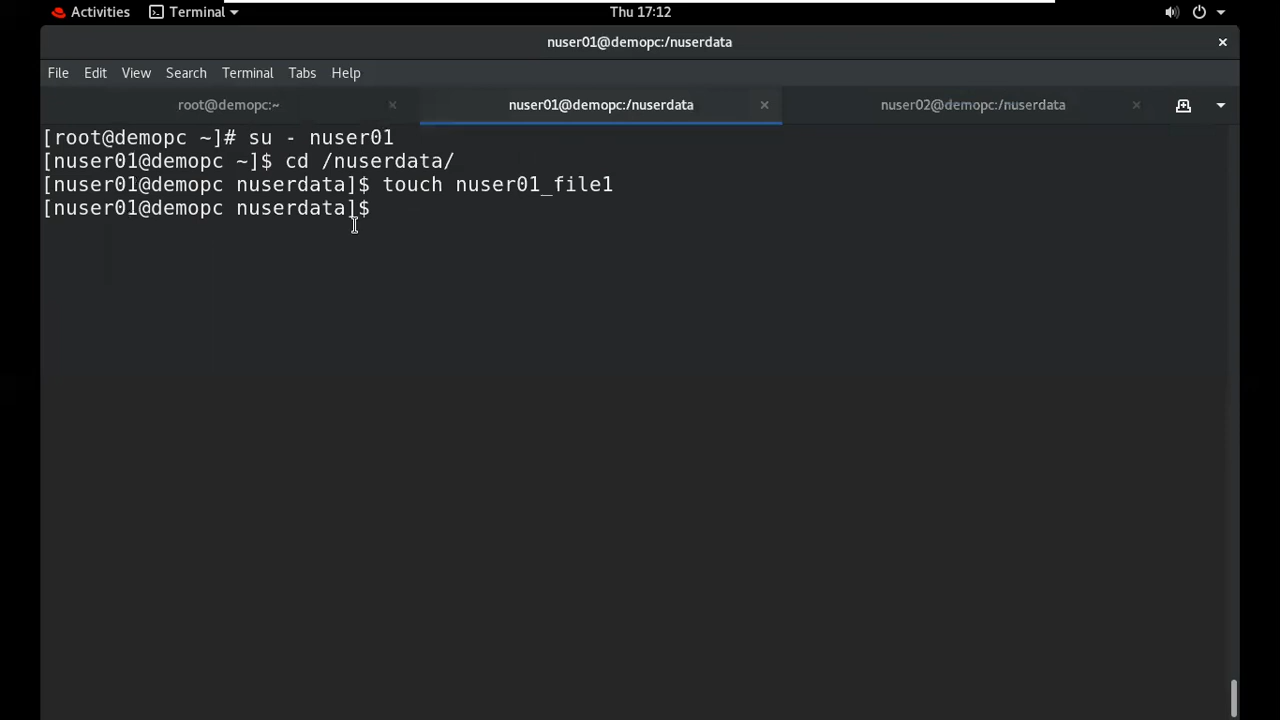 Activities Terminal Thu 17:12
nuser01@demopc:/nuserdata
File Edit View Search Terminal Tabs Help
root@demopc:~ nuser01@demopc:/nuserdata nuser02@demopc:/nuserdata
[root@demopc ~]# su - nuser01
[nuser01@demopc ~]$ cd /nuserdata/
[nuser01@demopc nuserdata]$ touch nuser01_file1
[nuser01@demopc nuserdata]$